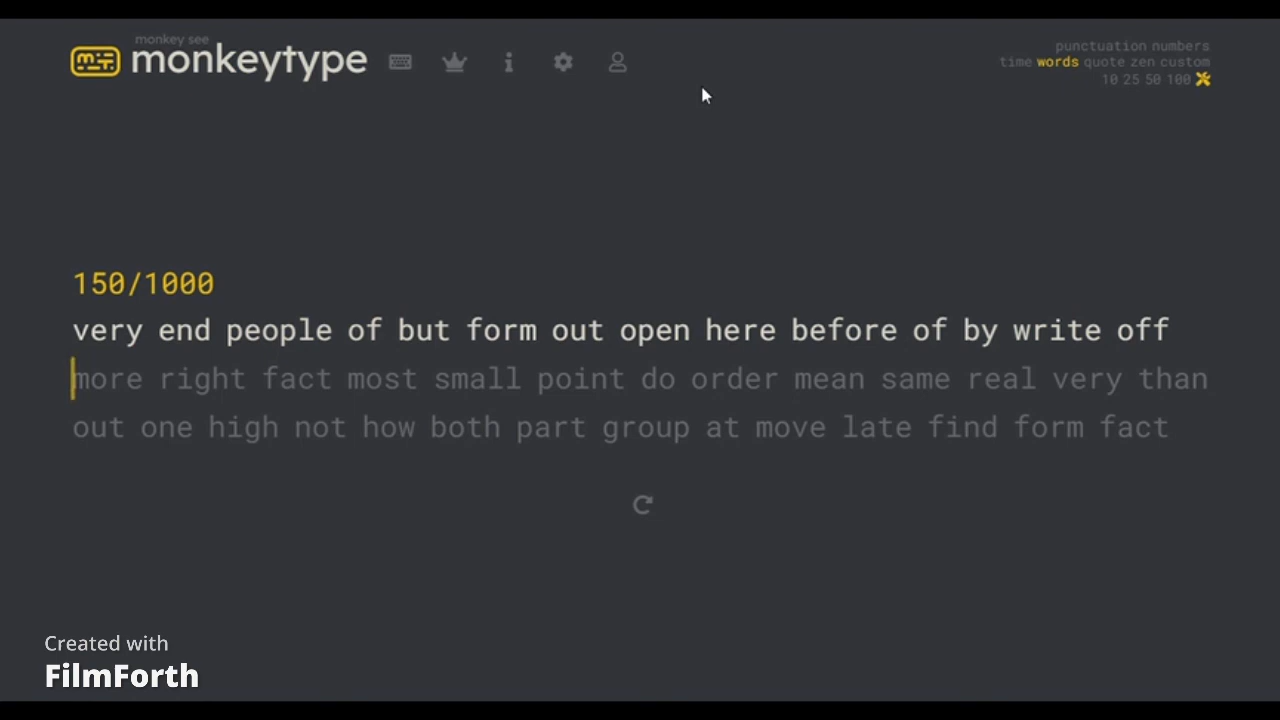 monkey see
monkeytype
punctuation numbers
time words quote zen custom
10 25 50 100
150/1000
very end people of but form out open here before of by write off
more right fact most small point do order mean same real very than
out one high not how both part group at move late find form fact
Created with
FilmForth